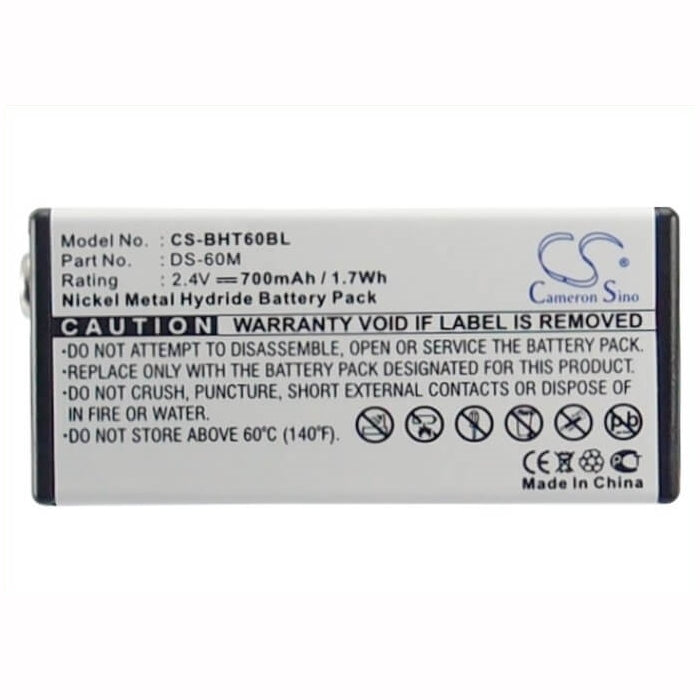 Model No. : CS-BHT60BL
Part No. : DS-60M
Rating : 2.4V ⎓ 700mAh / 1.7Wh
Nickel Metal Hydride Battery Pack
CS
Cameron Sino
CAUTION WARRANTY VOID IF LABEL IS REMOVED
•DO NOT ATTEMPT TO DISASSEMBLE, OPEN OR SERVICE THE BATTERY PACK.
•REPLACE ONLY WITH THE BATTERY PACK DESIGNATED FOR THIS PRODUCT.
•DO NOT CRUSH, PUNCTURE, SHORT EXTERNAL CONTACTS OR DISPOSE OF
IN FIRE OR WATER.
•DO NOT STORE ABOVE 60°C (140°F).
Pb
CE
Made In China